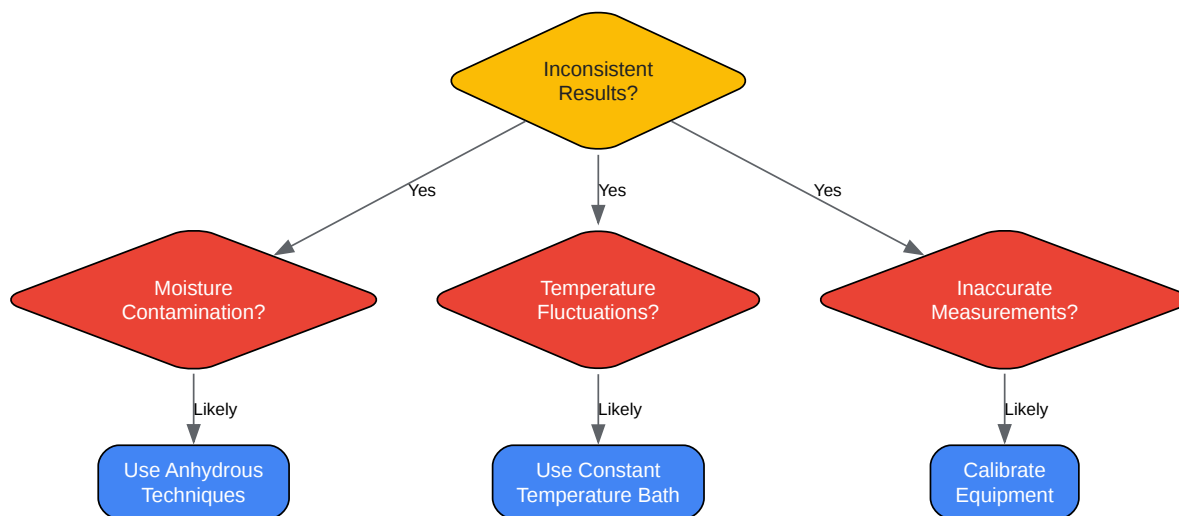 Inconsistent
Results?
Yes
Yes
Yes
Moisture
Contamination?
Temperature
Fluctuations?
Inaccurate
Measurements?
Likely
Likely
Likely
Use Anhydrous
Techniques
Use Constant
Temperature Bath
Calibrate
Equipment